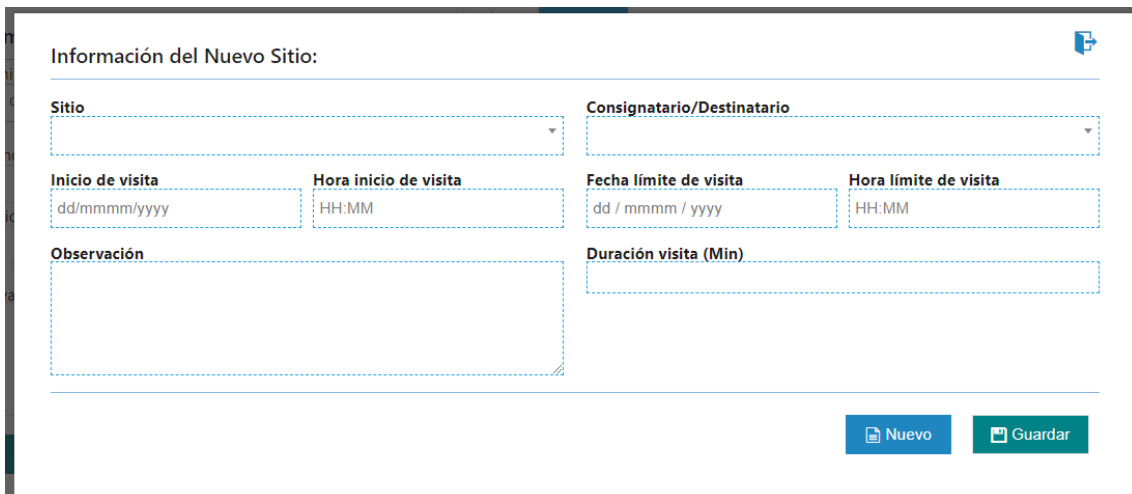 Información del Nuevo Sitio:
Sitio Consignatario/Destinatario
Inicio de visita Hora inicio de visita Fecha límite de visita Hora límite de visita
dd/mmmm/yyyy HH:MM dd / mmmm / yyyy HH:MM
Observación Duración visita (Min)
Nuevo Guardar